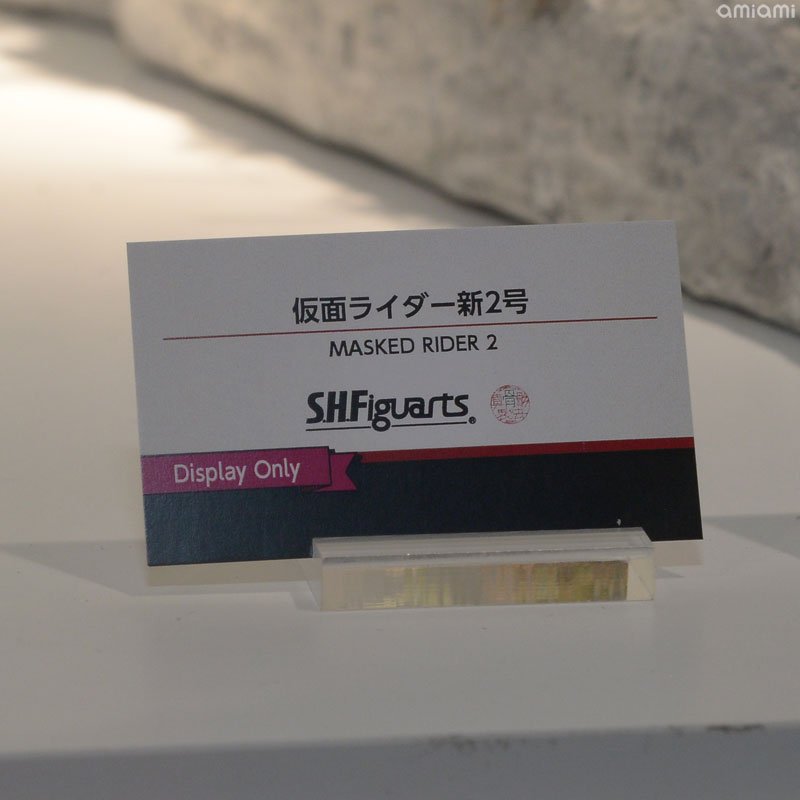 amiami
仮面ライダー新2号
MASKED RIDER 2
S.H.Figuarts®
Display Only